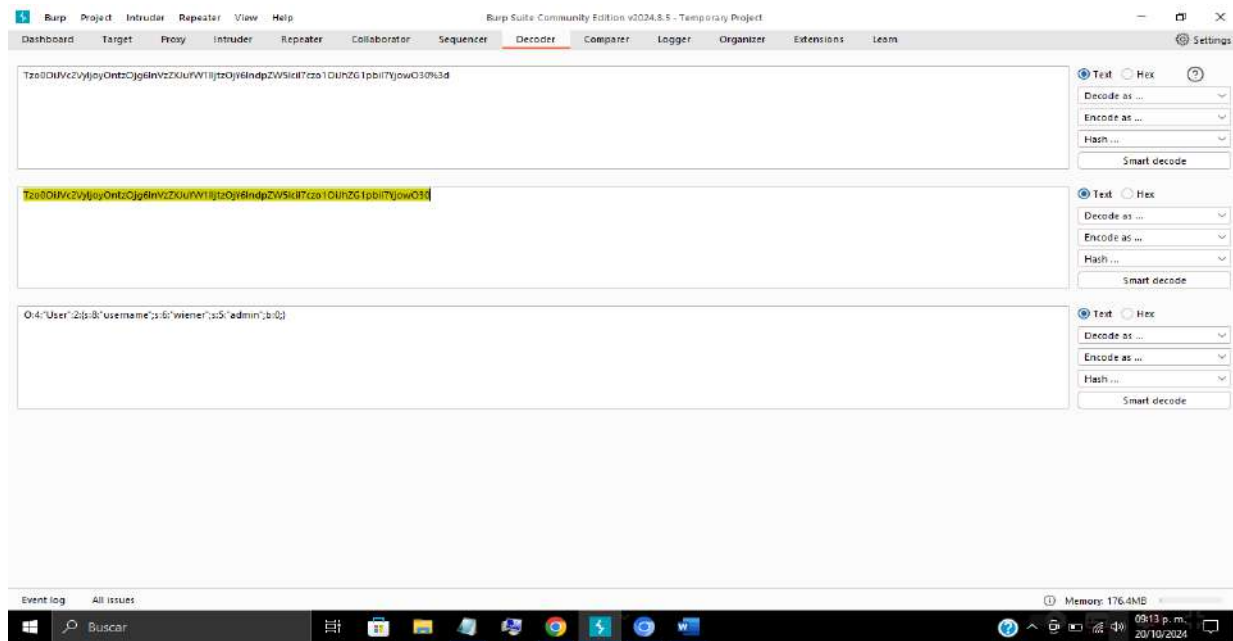 Burp Project Intruder Repeater View Help Burp Suite Community Edition v2024.8.5 - Temporary Project
Dashboard Target Proxy Intruder Repeater Collaborator Sequencer Decoder Comparer Logger Organizer Extensions Learn Settings
Text Hex ?
Decode as ...
Encode as ...
Hash ...
Smart decode
Text Hex
Decode as ...
Encode as ...
Hash ...
Smart decode
O:4:"User":2:{s:8:"username";s:6:"wiener";s:5:"admin";b:0;}
Text Hex
Decode as ...
Encode as ...
Hash ...
Smart decode
Event log All issues Memory: 176.4MB
Buscar 09:13 p. m.
20/10/2024